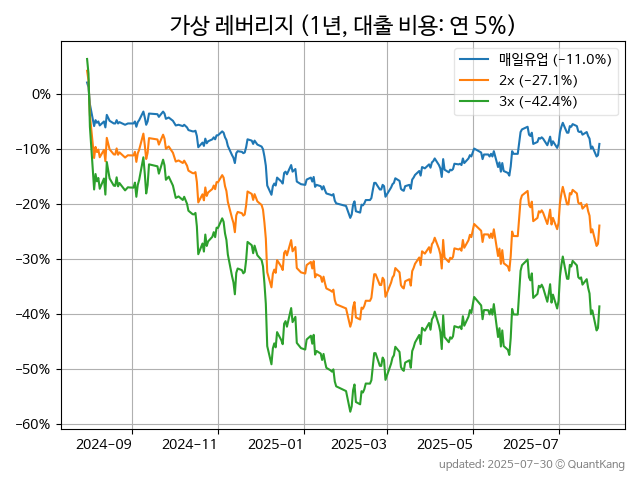 가상 레버리지 (1년, 대출 비용: 연 5%)
매일유업 (−11.0%)
2x (−27.1%)
3x (−42.4%)
0%
−10%
−20%
−30%
−40%
−50%
−60%
2024-09 2024-11 2025-01 2025-03 2025-05 2025-07
updated: 2025-07-30 © QuantKang